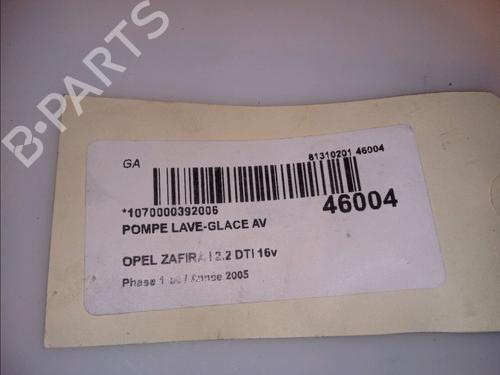 B-PARTS
GA
81310201 46004
*1070000392006
46004
POMPE LAVE-GLACE AV
OPEL ZAFIRA I 2.2 DTI 16v
Phase 1 Année 2005